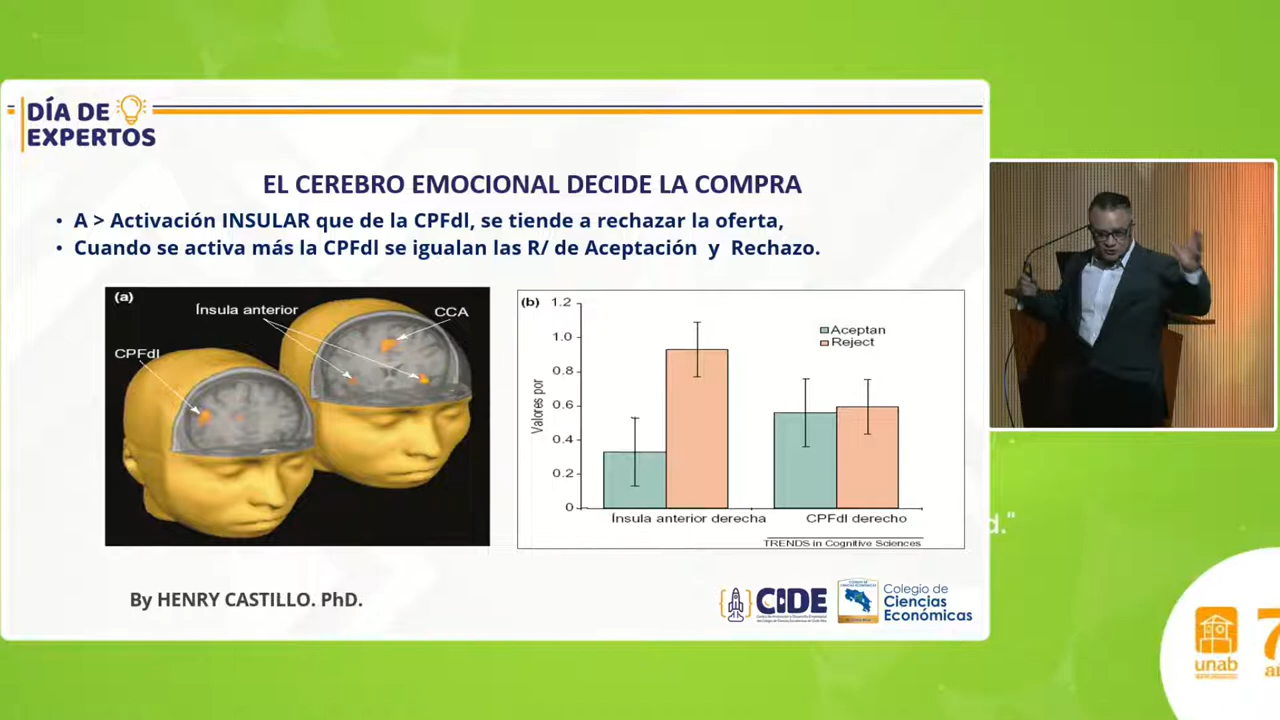 DÍA DE
EXPERTOS
EL CEREBRO EMOCIONAL DECIDE LA COMPRA
• A > Activación INSULAR que de la CPFdl, se tiende a rechazar la oferta,
• Cuando se activa más la CPFdl se igualan las R/ de Aceptación y Rechazo.
(a)
Ínsula anterior
CCA
CPFdl
(b)
1.2
1.0
0.8
0.6
0.4
0.2
0
Valores por
Aceptan
Reject
Ínsula anterior derecha
CPFdl derecho
TRENDS in Cognitive Sciences
By HENRY CASTILLO. PhD.
CIDE
Colegio de
Ciencias
Económicas
d."
unab
7
añ